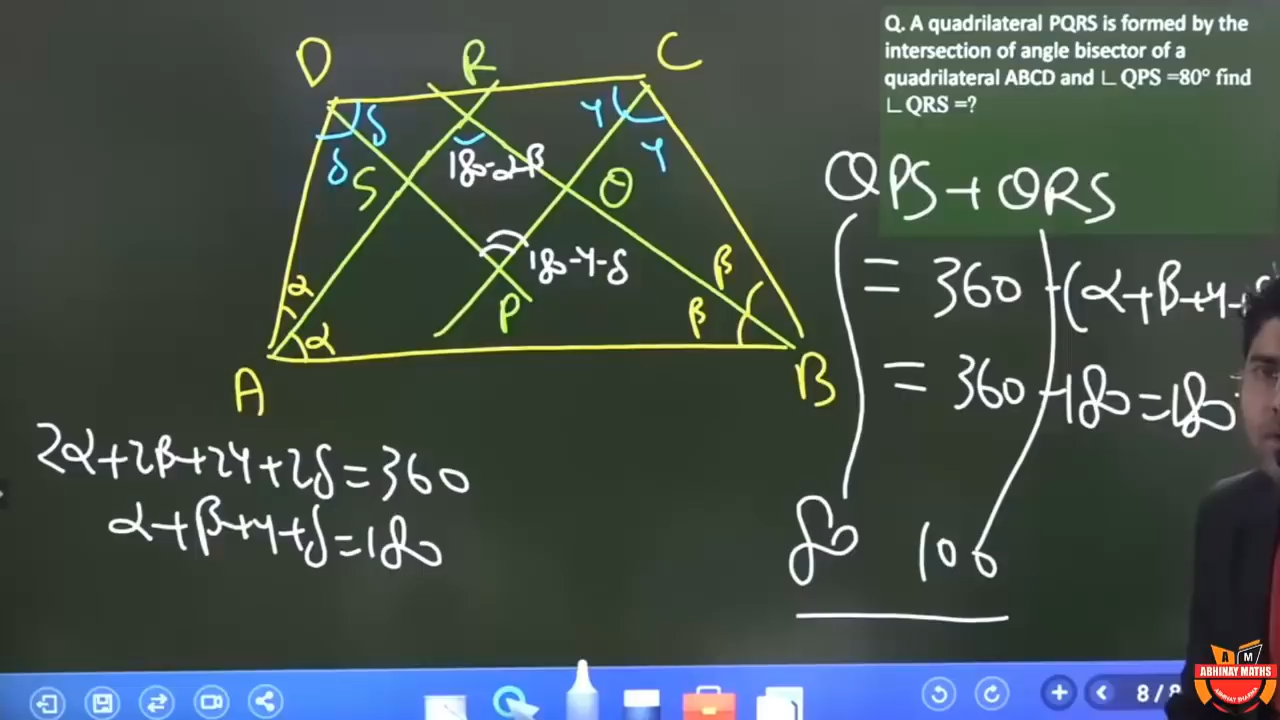 Q. A quadrilateral PQRS is formed by the
intersection of angle bisector of a
quadrilateral ABCD and ∟QPS =80° find
∟QRS =?
D
R
C
δ
δ
γ
γ
S
180-α-β
Q
180-γ-δ
P
α
α
β
β
A
B
2α+2β+2γ+2δ=360
α+β+γ+δ=180
QPS+QRS
= 360 -(α+β+γ+
= 360-180=180
80 100
8 / 8
A M
ABHINAY MATHS
ABHINAY SHARMA